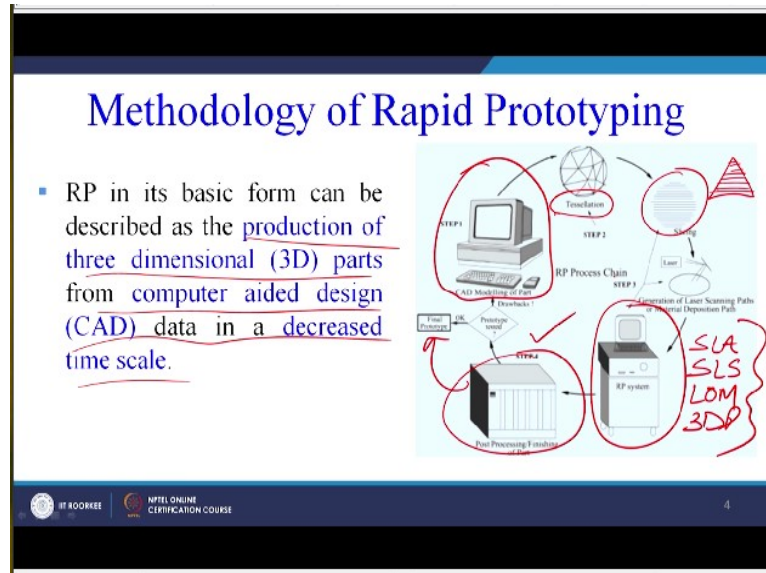 Methodology of Rapid Prototyping
RP in its basic form can be
described as the production of
three dimensional (3D) parts
from computer aided design
(CAD) data in a decreased
time scale.
STEP 1
CAD Modelling of Part
Tessellation
STEP 2
Slicing
Laser
STEP 3
RP Process Chain
Generation of Laser Scanning Paths
or Material Deposition Path
Drawbacks !
Final
Prototype
OK
Prototype
tested
?
STEP 4
RP system
SLA
SLS
LOM
3DP
Post Processing/Finishing
of Part
IIT ROORKEE
NPTEL ONLINE
CERTIFICATION COURSE
4